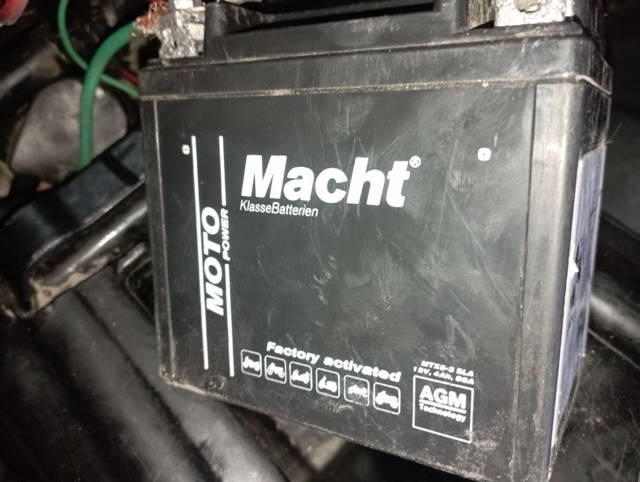 Macht®
KlasseBatterien
MOTO
POWER
Factory activated
12V, 4Ah, 50A
AGM
Technology